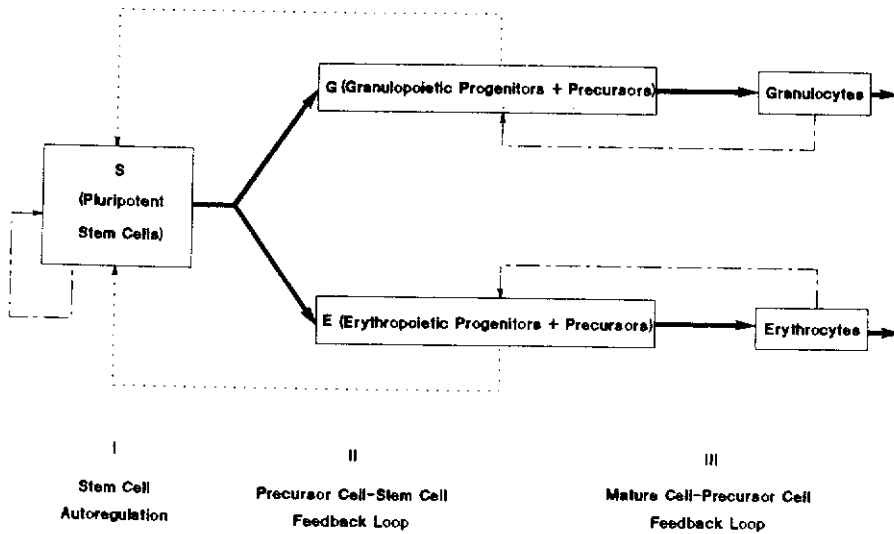 G (Granulopoietic Progenitors + Precursors)
Granulocytes
S
(Pluripotent
Stem Cells)
E (Erythropoietic Progenitors + Precursors)
Erythrocytes
I
II
III
Stem Cell
Autoregulation
Precursor Cell-Stem Cell
Feedback Loop
Mature Cell-Precursor Cell
Feedback Loop